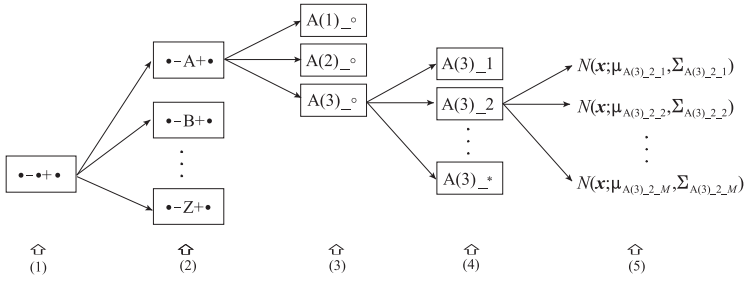 A(1)_○
•-A+•
A(2)_○
A(3)_1
N(x;μA(3)_2_1,ΣA(3)_2_1)
A(3)_○
A(3)_2
N(x;μA(3)_2_2,ΣA(3)_2_2)
•-B+•
•-•+•
A(3)_*
N(x;μA(3)_2_M,ΣA(3)_2_M)
•-Z+•
(1)
(2)
(3)
(4)
(5)